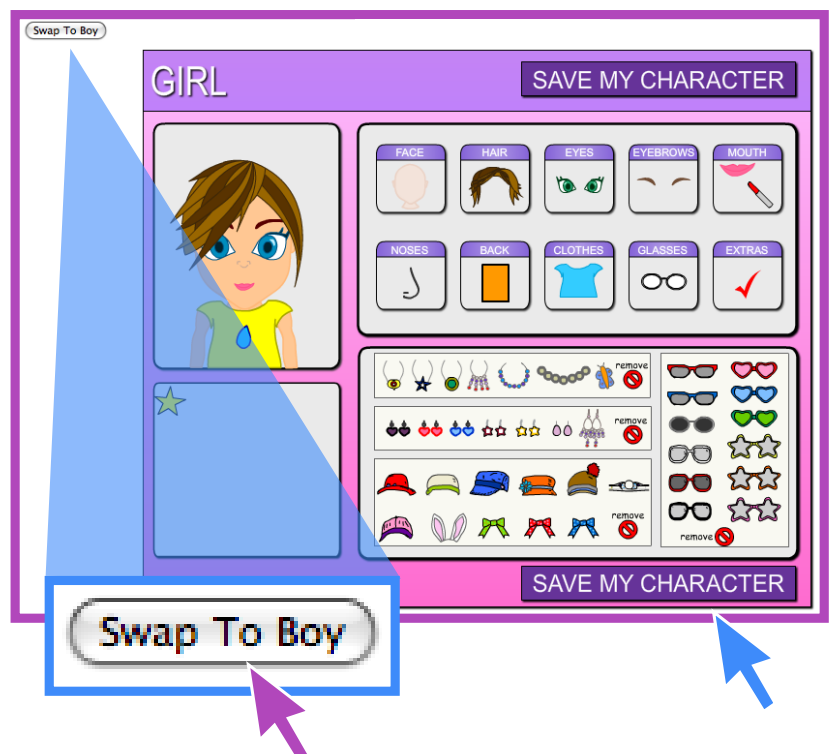 Swap To Boy
GIRL
SAVE MY CHARACTER
FACE
HAIR
EYES
EYEBROWS
MOUTH
NOSES
BACK
CLOTHES
GLASSES
EXTRAS
remove
remove
remove
remove
SAVE MY CHARACTER
Swap To Boy